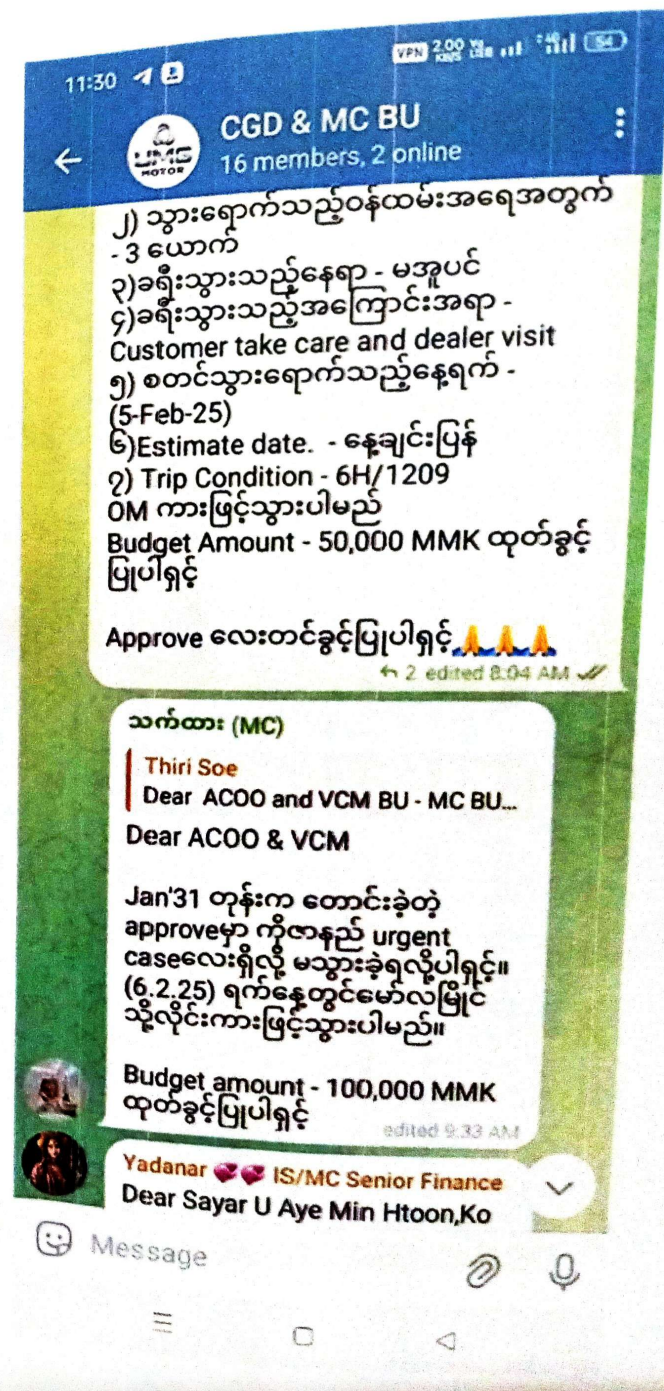 11:30
VPN 2.00 KB/S 54
CGD & MC BU
UMG
MOTOR
16 members, 2 online
၂) သွားရောက်သည့်ဝန်ထမ်းအရေအတွက်
- 3 ယောက်
၃)ခရီးသွားသည့်နေရာ - မအူပင်
၄)ခရီးသွားသည့်အကြောင်းအရာ -
Customer take care and dealer visit
၅) စတင်သွားရောက်သည့်နေ့ရက် -
(5-Feb-25)
၆)Estimate date. - နေ့ချင်းပြန်
၇) Trip Condition - 6H/1209
OM ကားဖြင့်သွားပါမည်
Budget Amount - 50,000 MMK ထုတ်ခွင့်
ပြုပါရှင့်
Approve လေးတင်ခွင့်ပြုပါရှင့်🙏🙏🙏
2 edited 8:04 AM
သက်ထား (MC)
Thiri Soe
Dear ACOO and VCM BU - MC BU...
Dear ACOO & VCM
Jan'31 တုန်းက တောင်းခဲ့တဲ့
approveမှာ ကိုဇာနည် urgent
caseလေးရှိလို့ မသွားခဲ့ရလို့ပါရှင့်။
(6.2.25) ရက်နေ့တွင်မော်လမြိုင်
သို့လိုင်းကားဖြင့်သွားပါမည်။
Budget amount - 100,000 MMK
ထုတ်ခွင့်ပြုပါရှင့်
edited 9:33 AM
Yadanar 💞💞 IS/MC Senior Finance
Dear Sayar U Aye Min Htoon,Ko
Message